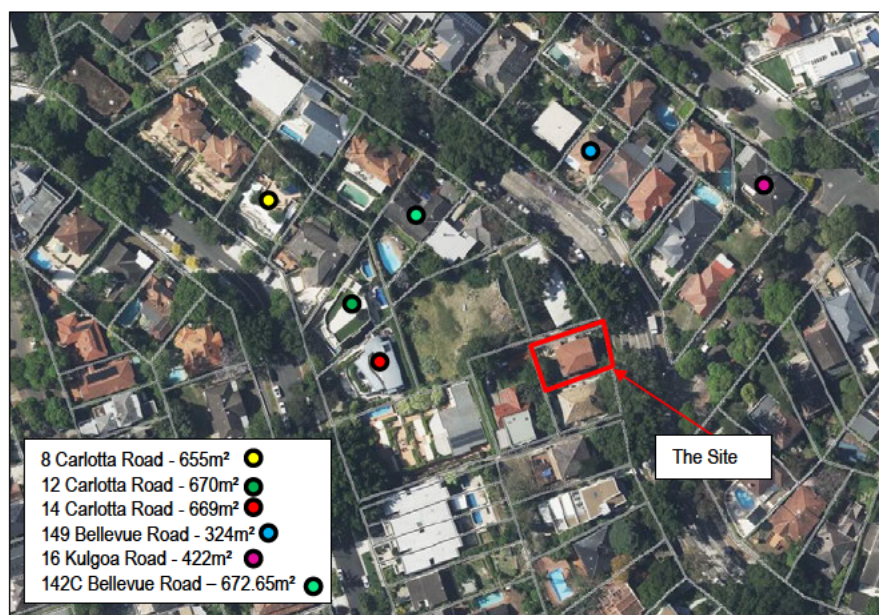 The Site
8 Carlotta Road - 655m²
12 Carlotta Road - 670m²
14 Carlotta Road - 669m²
149 Bellevue Road - 324m²
16 Kulgoa Road - 422m²
142C Bellevue Road – 672.65m²